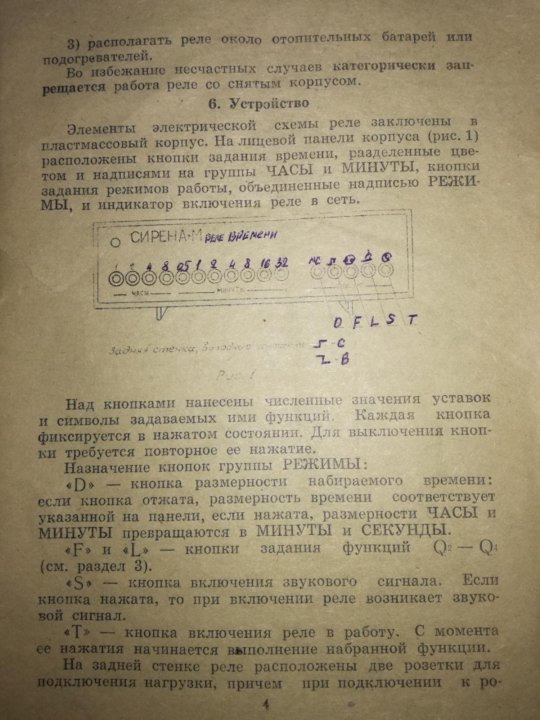 3) располагать реле около отопительных батарей или
подогревателей.
Во избежание несчастных случаев категорически зап-
рещается работа реле со снятым корпусом.
6. Устройство
Элементы электрической схемы реле заключены в
пластмассовый корпус. На лицевой панели корпуса (рис. 1)
расположены кнопки задания времени, разделенные цве-
том и надписями на группы ЧАСЫ и МИНУТЫ, кнопки
задания режимов работы, объединенные надписью РЕЖИ-
МЫ, и индикатор включения реле в сеть.
СИРЕНА-М РЕЛЕ ВРЕМЕНИ
1 2 4 8 0,5 1 2 4 8 16 32
ЧАСЫ МИНУТЫ
D F L S T
С
В
Задняя стенка,
Рис. 1
Над кнопками нанесены численные значения уставок
и символы задаваемых ими функций. Каждая кнопка
фиксируется в нажатом состоянии. Для выключения кноп-
ки требуется повторное ее нажатие.
Назначение кнопок группы РЕЖИМЫ:
«D» — кнопка размерности набираемого времени:
если кнопка отжата, размерность времени соответствует
указанной на панели, если нажата, размерности ЧАСЫ и
МИНУТЫ превращаются в МИНУТЫ и СЕКУНДЫ.
«F» и «L» — кнопки задания функций Q₂ — Q₄
(см. раздел 3).
«S» — кнопка включения звукового сигнала. Если
кнопка нажата, то при включении реле возникает звуко-
вой сигнал.
«Т» — кнопка включения реле в работу. С момента
ее нажатия начинается выполнение набранной функции.
На задней стенке реле расположены две розетки для
подключения нагрузки, причем при подключении к ро-
4